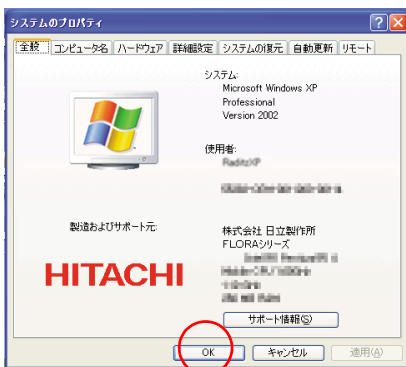 システムのプロパティ
全般 コンピュータ名 ハードウェア 詳細設定 システムの復元 自動更新 リモート
システム:
Microsoft Windows XP
Professional
Version 2002
使用者:
製造およびサポート元:
株式会社 日立製作所
FLORAシリーズ
HITACHI
サポート情報(S)
OK キャンセル 適用(A)